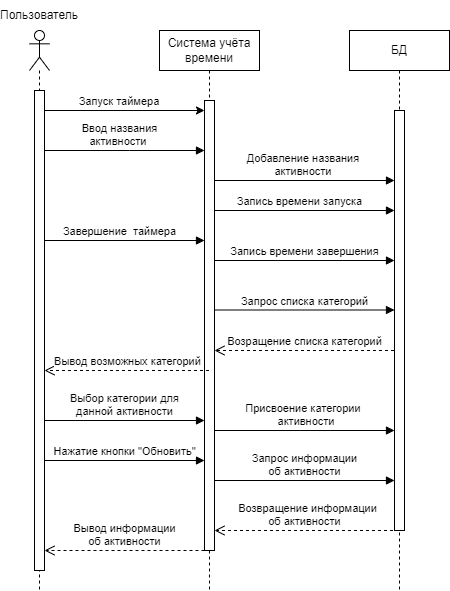 Пользователь
Система учёта
времени
БД
Запуск таймера
Ввод названия
активности
Добавление названия
активности
Запись времени запуска
Завершение таймера
Запись времени завершения
Запрос списка категорий
Возращение списка категорий
Вывод возможных категорий
Выбор категории для
данной активности
Присвоение категории
активности
Нажатие кнопки "Обновить"
Запрос информации
об активности
Возвращение информации
об активности
Вывод информации
об активности